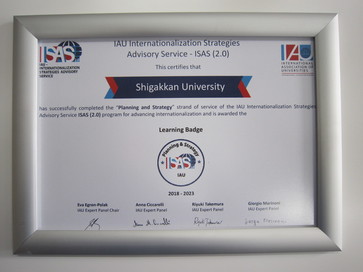 IAU Internationalization Strategies
Advisory Service - ISAS (2.0)
ISAS
IAU -
INTERNATIONALIZATION
STRATEGIES ADVISORY
SERVICE
IAU
INTERNATIONAL
ASSOCIATION OF
UNIVERSITIES
This certifies that
Shigakkan University
has successfully completed the "Planning and Strategy" strand of service of the IAU Internationalization Strategies
Advisory Service ISAS (2.0) program for advancing internationalization and is awarded the
Learning Badge
Planning & Strategy
ISAS
IAU
2018 - 2023
Eva Egron-Polak Anna Ciccarelli Hiyuki Takemura Giorgio Marinoni
IAU Expert Panel Chair IAU Expert Panel IAU Expert Panel IAU Expert Panel